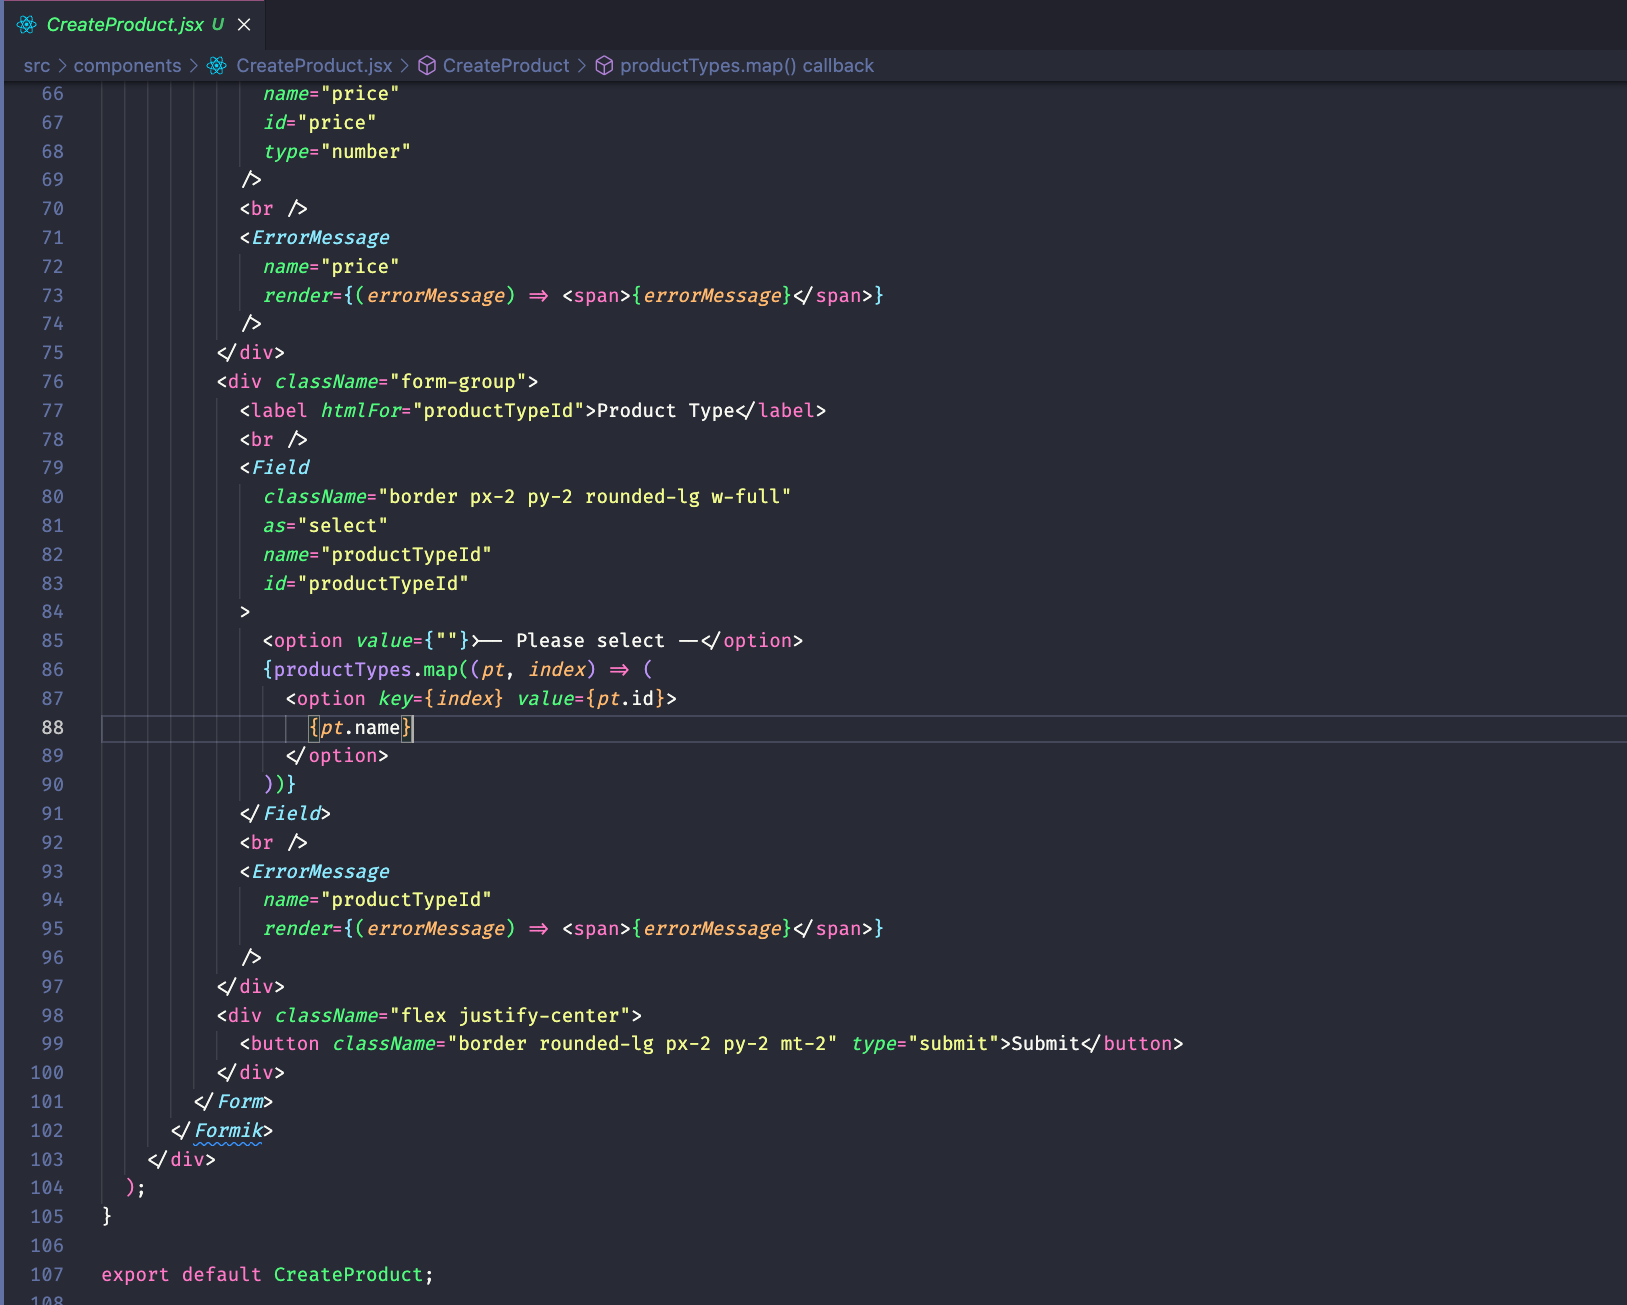 CreateProduct.jsx U ×
src > components > CreateProduct.jsx > CreateProduct > productTypes.map() callback
66 name="price"
67 id="price"
68 type="number"
69 />
70 <br />
71 <ErrorMessage
72 name="price"
73 render={(errorMessage) => <span>{errorMessage}</span>}
74 />
75 </div>
76 <div className="form-group">
77 <label htmlFor="productTypeId">Product Type</label>
78 <br />
79 <Field
80 className="border px-2 py-2 rounded-lg w-full"
81 as="select"
82 name="productTypeId"
83 id="productTypeId"
84 >
85 <option value={""}>-- Please select --</option>
86 {productTypes.map((pt, index) => (
87 <option key={index} value={pt.id}>
88 {pt.name}
89 </option>
90 ))}
91 </Field>
92 <br />
93 <ErrorMessage
94 name="productTypeId"
95 render={(errorMessage) => <span>{errorMessage}</span>}
96 />
97 </div>
98 <div className="flex justify-center">
99 <button className="border rounded-lg px-2 py-2 mt-2" type="submit">Submit</button>
100 </div>
101 </Form>
102 </Formik>
103 </div>
104 );
105 }
106
107 export default CreateProduct;
108